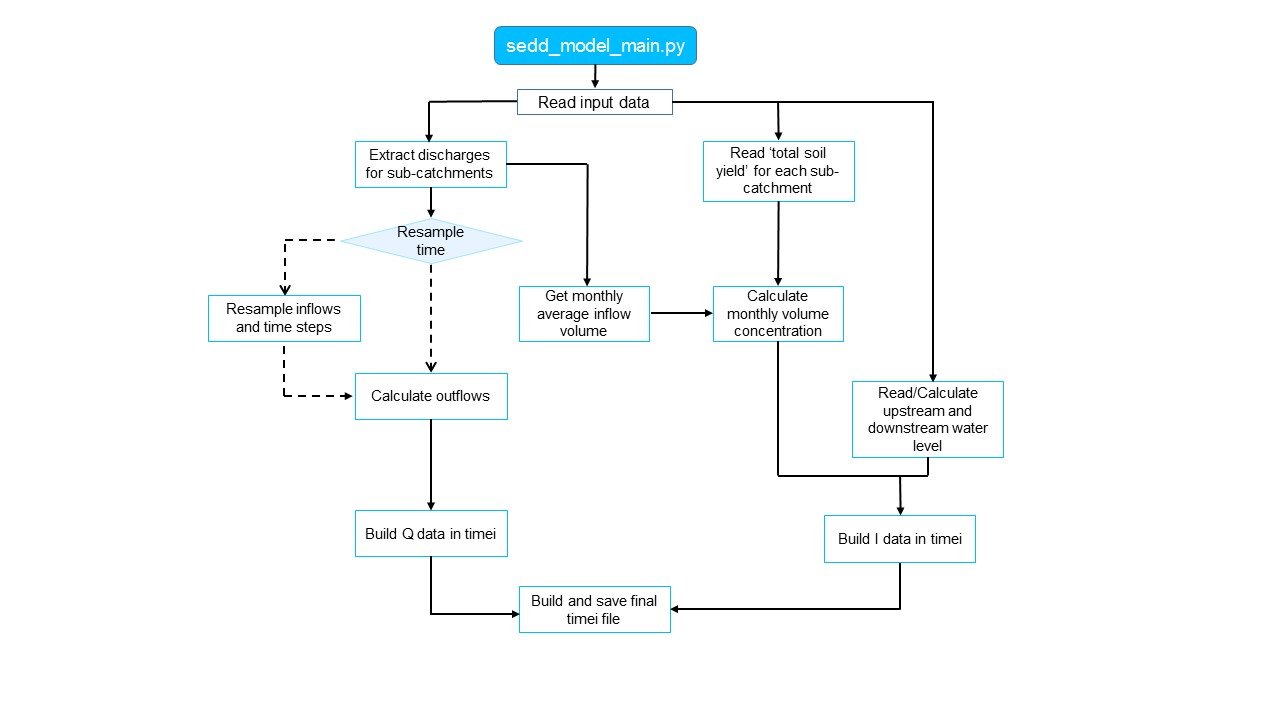 sedd_model_main.py
Read input data
Extract discharges
for sub-catchments
Read ‘total soil
yield’ for each sub-
catchment
Resample
time
Resample inflows
and time steps
Get monthly
average inflow
volume
Calculate
monthly volume
concentration
Calculate outflows
Read/Calculate
upstream and
downstream water
level
Build Q data in timei
Build I data in timei
Build and save final
timei file